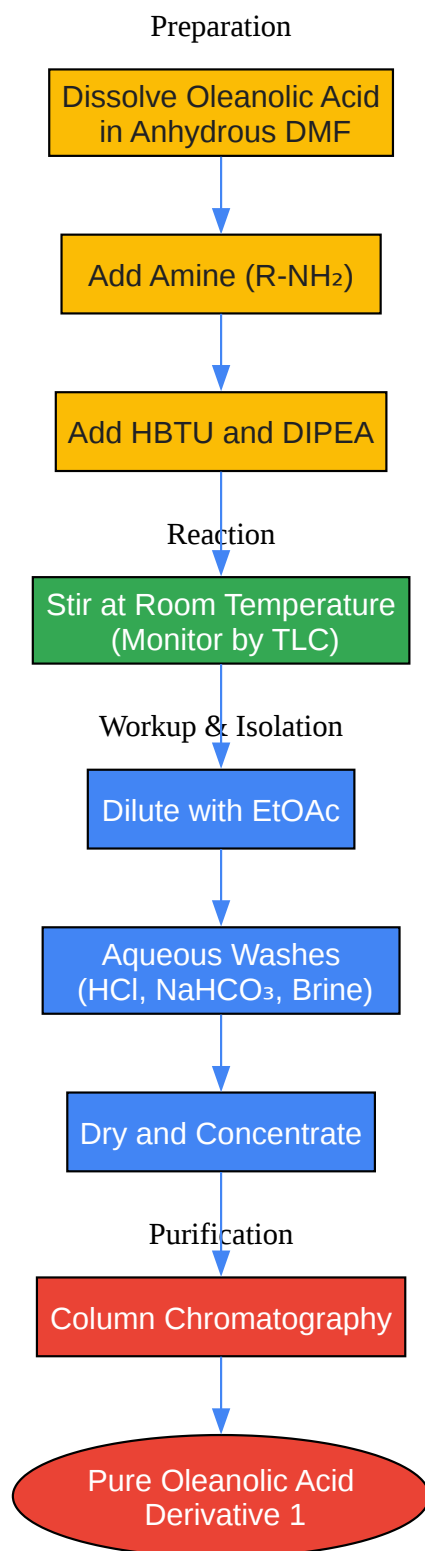 Preparation
Dissolve Oleanolic Acid
in Anhydrous DMF
Add Amine (R-NH₂)
Add HBTU and DIPEA
Reaction
Stir at Room Temperature
(Monitor by TLC)
Workup & Isolation
Dilute with EtOAc
Aqueous Washes
(HCl, NaHCO₃, Brine)
Dry and Concentrate
Purification
Column Chromatography
Pure Oleanolic Acid
Derivative 1